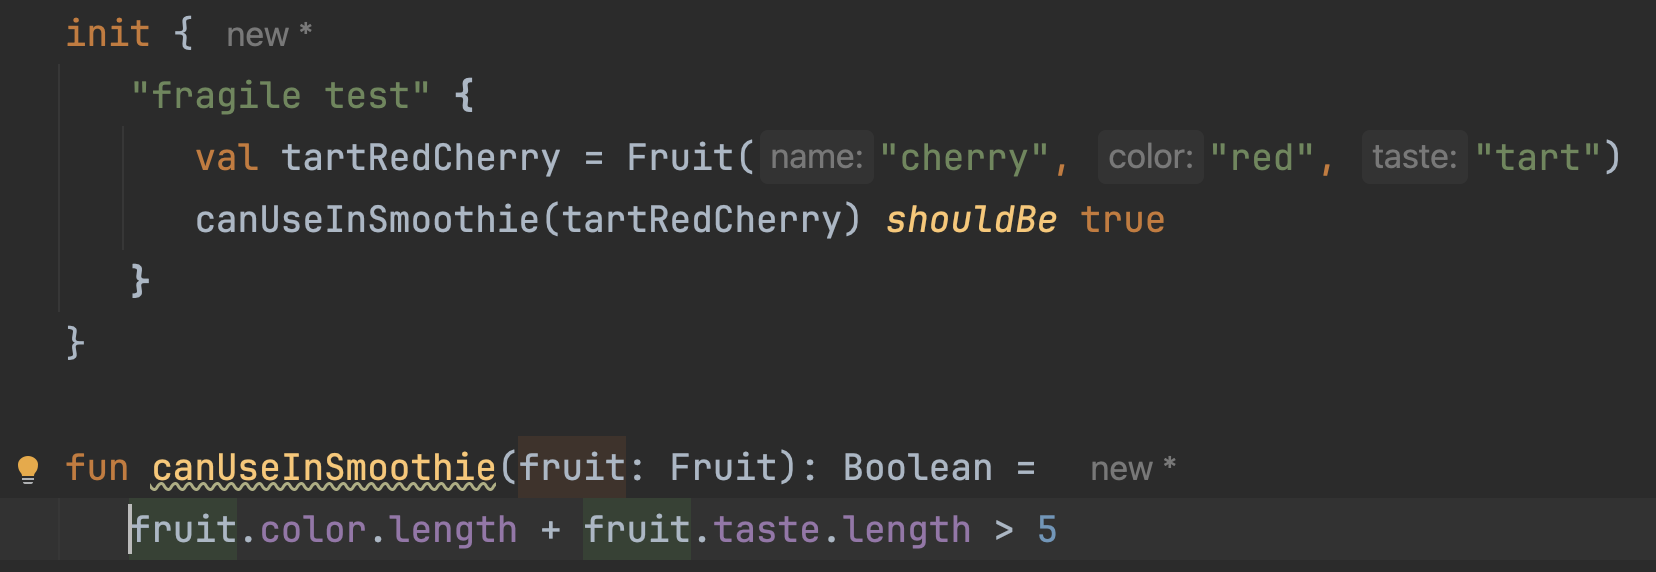 init { new *
"fragile test" {
val tartRedCherry = Fruit( name: "cherry", color: "red", taste: "tart")
canUseInSmoothie(tartRedCherry) shouldBe true
}
}
fun canUseInSmoothie(fruit: Fruit): Boolean = new *
fruit.color.length + fruit.taste.length > 5